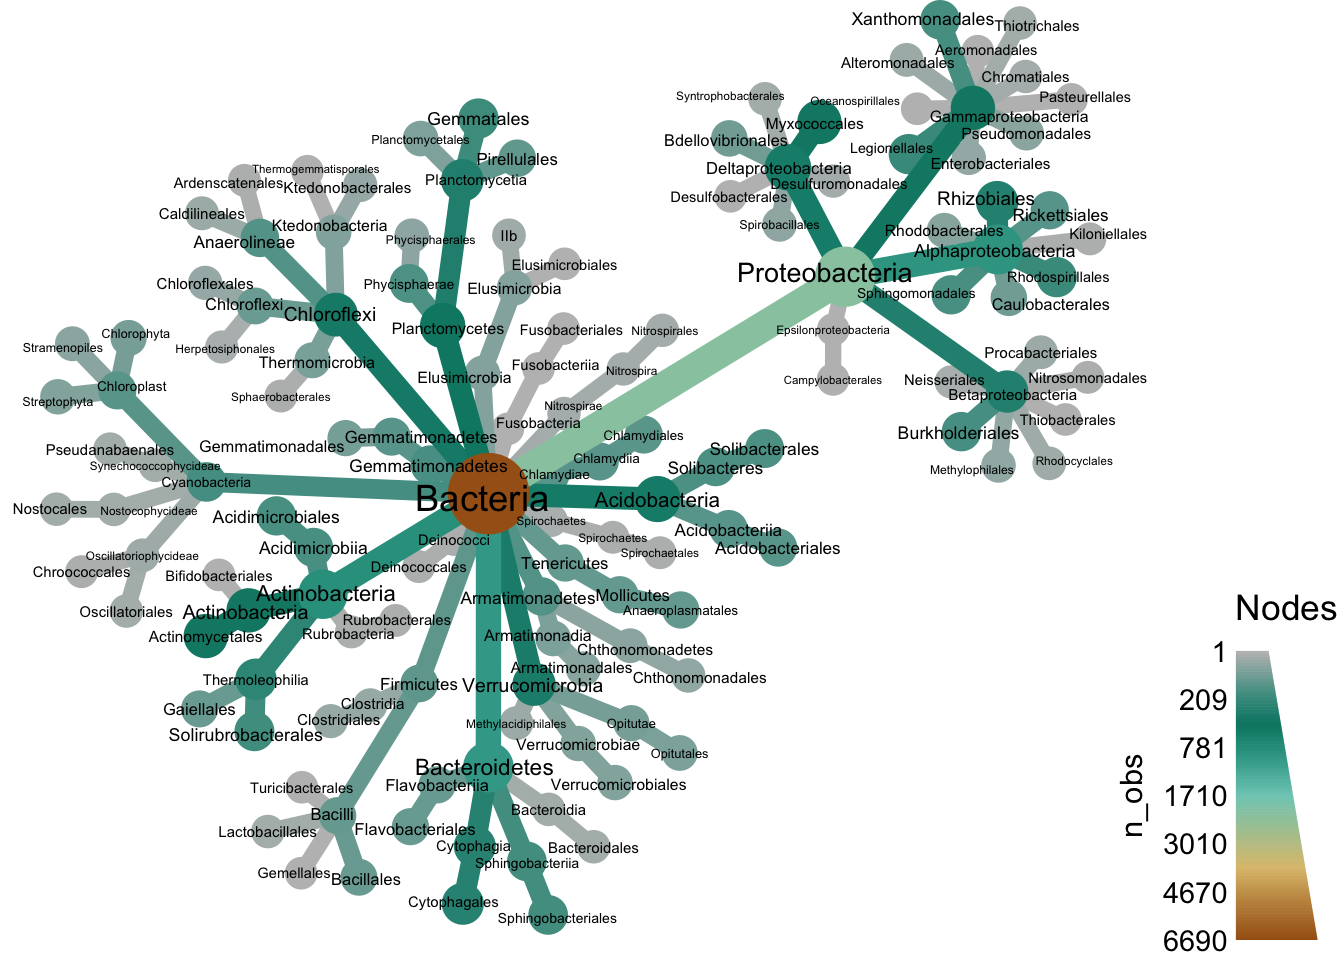 Xanthomonadales
Thiotrichales
Aeromonadales
Alteromonadales
Chromatiales
Syntrophobacterales
Oceanospirillales
Pasteurellales
Gemmatales
Myxococcales
Gammaproteobacteria
Planctomycetales
Bdellovibrionales
Pseudomonadales
Legionellales
Pirellulales
Enterobacteriales
Thermogemmatisporales
Deltaproteobacteria
Ardenscatenales
Ktedonobacterales
Planctomycetia
Desulfuromonadales
Desulfobacterales
Rhizobiales
Caldilineales
Rickettsiales
Ktedonobacteria
Spirobacillales
Rhodobacterales
Kiloniellales
Anaerolineae
Phycisphaerales
IIb
Alphaproteobacteria
Elusimicrobiales
Proteobacteria
Rhodospirillales
Chloroflexales
Phycisphaerae
Elusimicrobia
Sphingomonadales
Caulobacterales
Chloroflexi
Chloroflexi
Planctomycetes
Fusobacteriales
Nitrospirales
Epsilonproteobacteria
Chlorophyta
Stramenopiles
Herpetosiphonales
Procabacteriales
Thermomicrobia
Fusobacteriia
Nitrospira
Elusimicrobia
Campylobacterales
Neisseriales
Nitrosomonadales
Chloroplast
Betaproteobacteria
Sphaerobacterales
Streptophyta
Nitrospirae
Thiobacterales
Fusobacteria
Burkholderiales
Chlamydiales
Gemmatimonadales
Gemmatimonadetes
Pseudanabaenales
Solibacterales
Chlamydiia
Rhodocyclales
Synechococcophycideae
Gemmatimonadetes
Solibacteres
Methylophilales
Chlamydiae
Cyanobacteria
Bacteria
Acidobacteria
Nostocales
Nostocophycideae
Acidimicrobiales
Spirochaetes
Acidobacteriia
Deinococci
Spirochaetes
Acidimicrobiia
Acidobacteriales
Spirochaetales
Oscillatoriophycideae
Tenericutes
Deinococcales
Chroococcales
Bifidobacteriales
Actinobacteria
Armatimonadetes
Mollicutes
Oscillatoriales
Actinobacteria
Anaeroplasmatales
Nodes
Rubrobacterales
Actinomycetales
Rubrobacteria
Armatimonadia
Chthonomonadetes
1
Armatimonadales
Thermoleophilia
Firmicutes
Verrucomicrobia
Chthonomonadales
209
Gaiellales
Clostridia
Clostridiales
Methylacidiphilales
Opitutae
Solirubrobacterales
Verrucomicrobiae
781
Opitutales
Bacteroidetes
Turicibacterales
Flavobacteriia
Verrucomicrobiales
1710
n_obs
Bacilli
Bacteroidia
Lactobacillales
Flavobacteriales
3010
Cytophagia
Bacteroidales
Sphingobacteriia
Gemellales
Bacillales
4670
Cytophagales
Sphingobacteriales
6690